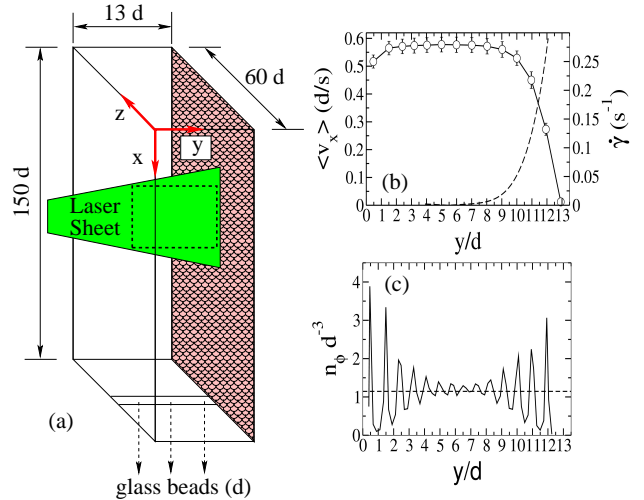 13 d
60 d
150 d
z
y
x
Laser
Sheet
(a)
glass beads (d)
0.6
0.5
0.4
0.3
0.2
0.1
0
<v_x> (d/s)
0.25
0.2
0.15
0.1
0.05
0
γ̇ (s⁻¹)
(b)
0 1 2 3 4 5 6 7 8 9 10 11 12 13
y/d
(c)
4
3
2
1
0
n_ϕ d⁻³
0 1 2 3 4 5 6 7 8 9 10 11 12 13
y/d